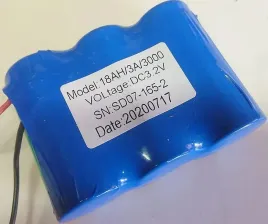 Model:18AH/3A/3000
VOLtage:DC3.2V
SN:SD07-165-2
Date:20200717